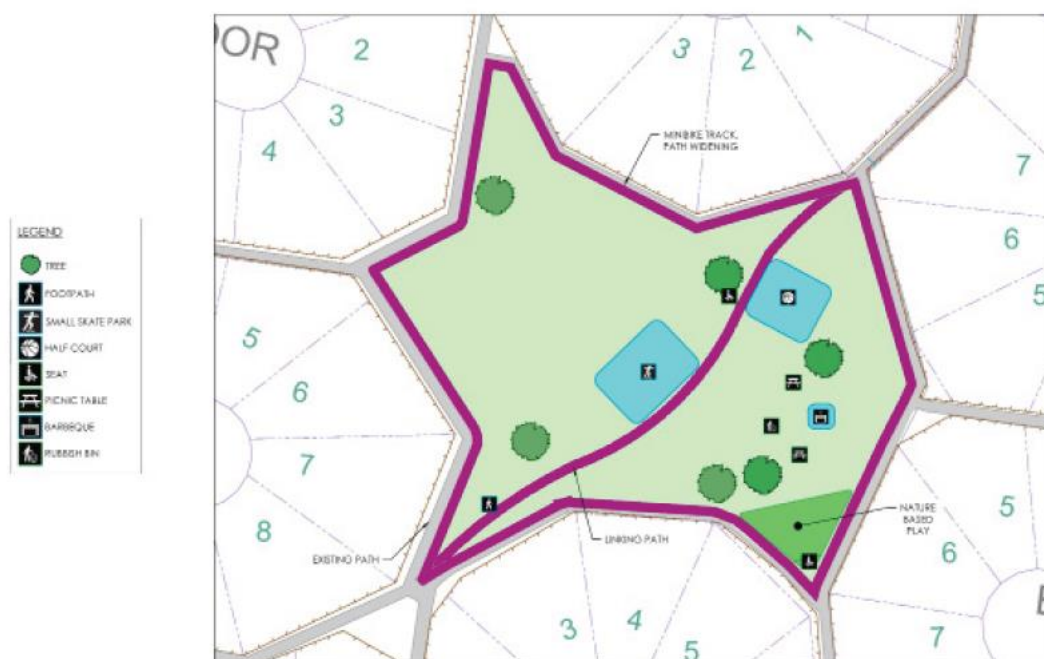 OOR
2
3
4
3
2
1
7
6
5
MINIBIKE TRACK,
PATH WIDENING
LEGEND
TREE
FOOTPATH
SMALL SKATE PARK
HALF COURT
SEAT
PICNIC TABLE
BARBEQUE
RUBBISH BIN
5
6
7
8
EXISTING PATH
LINKING PATH
NATURE
BASED
PLAY
3
4
5
5
6
7
E